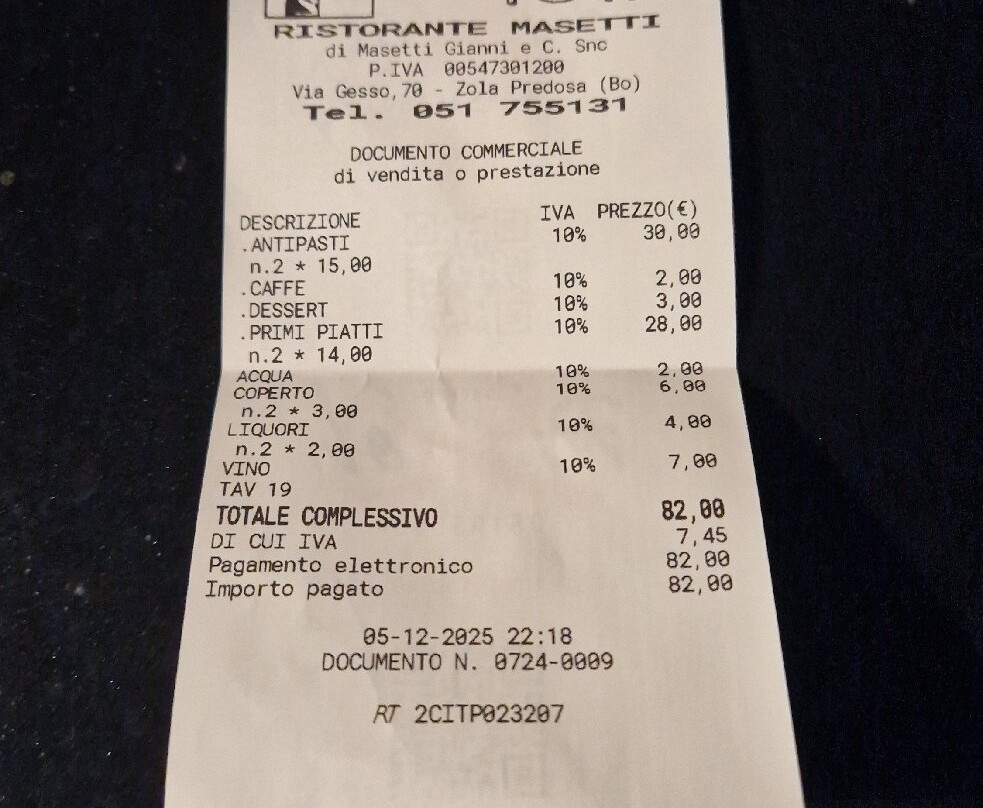 RISTORANTE MASETTI
di Masetti Gianni e C. Snc
P.IVA 00547301200
Via Gesso,70 - Zola Predosa (Bo)
Tel. 051 755131
DOCUMENTO COMMERCIALE
di vendita o prestazione
DESCRIZIONE IVA PREZZO(€)
.ANTIPASTI 10% 30,00
n.2 * 15,00
.CAFFE 10% 2,00
.DESSERT 10% 3,00
.PRIMI PIATTI 10% 28,00
n.2 * 14,00
ACQUA 10% 2,00
COPERTO 10% 6,00
n.2 * 3,00
LIQUORI 10% 4,00
n.2 * 2,00
VINO 10% 7,00
TAV 19
TOTALE COMPLESSIVO 82,00
DI CUI IVA 7,45
Pagamento elettronico 82,00
Importo pagato 82,00
05-12-2025 22:18
DOCUMENTO N. 0724-0009
RT 2CITP023207